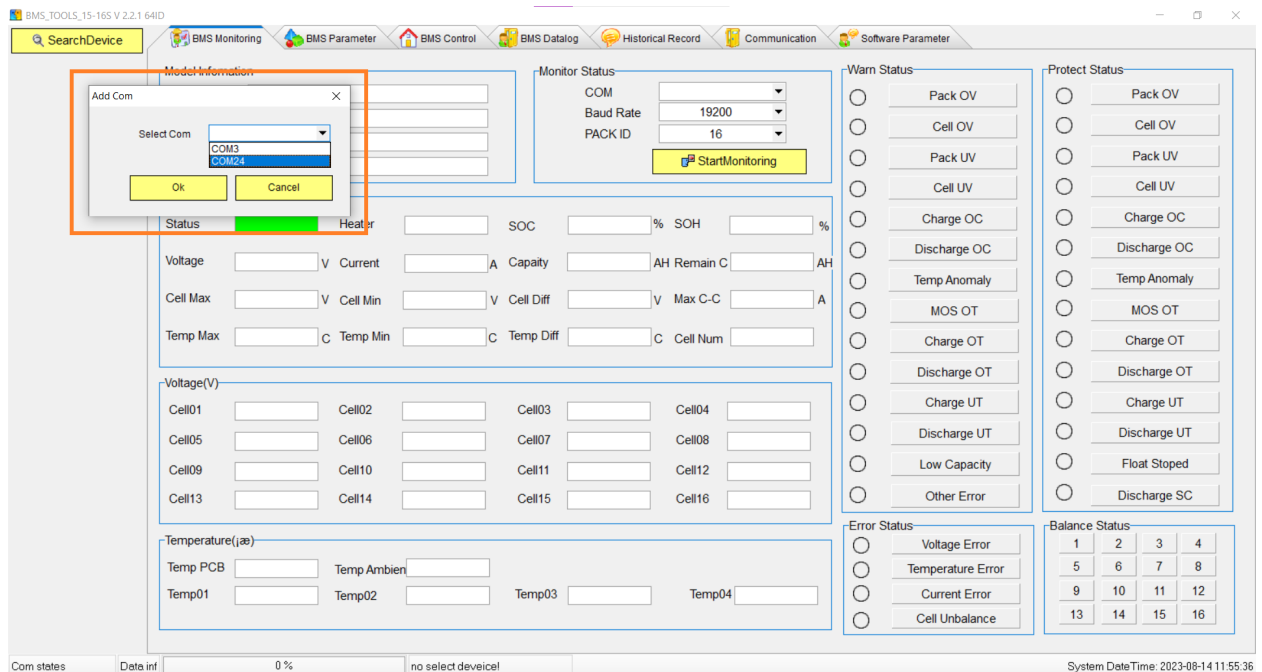 BMS_TOOLS_15-16S V 2.2.1 64ID
SearchDevice
BMS Monitoring
BMS Parameter
BMS Control
BMS Datalog
Historical Record
Communication
Software Parameter
Model Infomation
Add Com
Select Com
COM3
COM24
Ok
Cancel
Monitor Status
COM
Baud Rate 19200
PACK ID 16
StartMonitoring
Status Heater SOC % SOH %
Voltage V Current A Capaity AH Remain C AH
Cell Max V Cell Min V Cell Diff V Max C-C A
Temp Max C Temp Min C Temp Diff C Cell Num
Voltage(V)
Cell01 Cell02 Cell03 Cell04
Cell05 Cell06 Cell07 Cell08
Cell09 Cell10 Cell11 Cell12
Cell13 Cell14 Cell15 Cell16
Temperature(¡æ)
Temp PCB Temp Ambien
Temp01 Temp02 Temp03 Temp04
Warn Status
Pack OV
Cell OV
Pack UV
Cell UV
Charge OC
Discharge OC
Temp Anomaly
MOS OT
Charge OT
Discharge OT
Charge UT
Discharge UT
Low Capacity
Other Error
Protect Status
Pack OV
Cell OV
Pack UV
Cell UV
Charge OC
Discharge OC
Temp Anomaly
MOS OT
Charge OT
Discharge OT
Charge UT
Discharge UT
Float Stoped
Discharge SC
Error Status
Voltage Error
Temperature Error
Current Error
Cell Unbalance
Balance Status
1 2 3 4
5 6 7 8
9 10 11 12
13 14 15 16
Com states
Data inf
0 %
no select deveice!
System DateTime: 2023-08-14 11:55:36